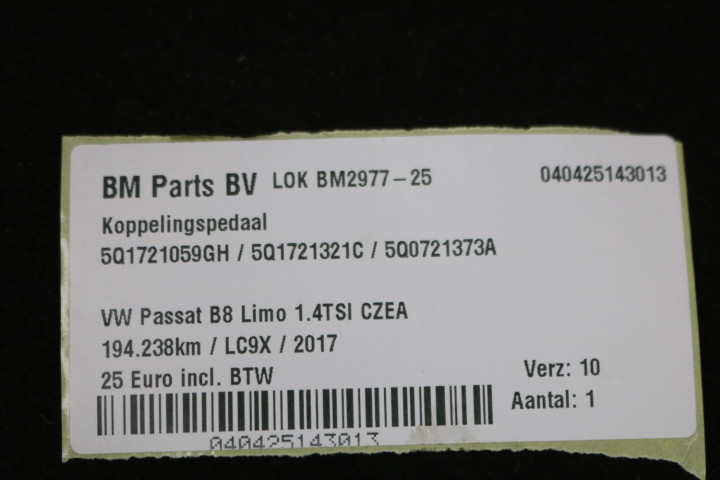 BM Parts BV LOK BM2977-25 040425143013
Koppelingspedaal
5Q1721059GH / 5Q1721321C / 5Q0721373A
VW Passat B8 Limo 1.4TSI CZEA
194.238km / LC9X / 2017
25 Euro incl. BTW Verz: 10
Aantal: 1
040425143013